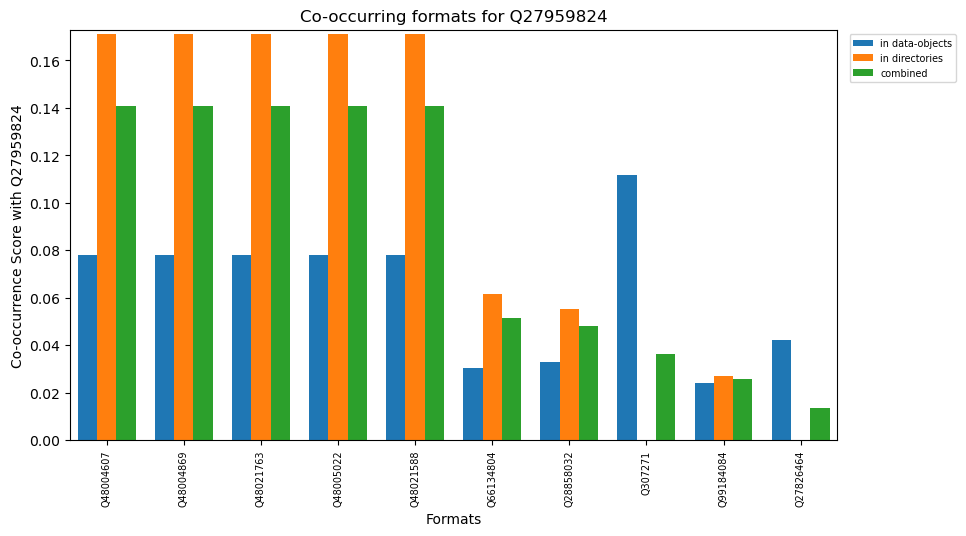 Co-occurring formats for Q27959824
in data-objects
in directories
combined
Co-occurrence Score with Q27959824
0.16
0.14
0.12
0.10
0.08
0.06
0.04
0.02
0.00
Q48004607
Q48004869
Q48021763
Q48005022
Q48021588
Q66134804
Q28858032
Q307271
Q99184084
Q27826464
Formats